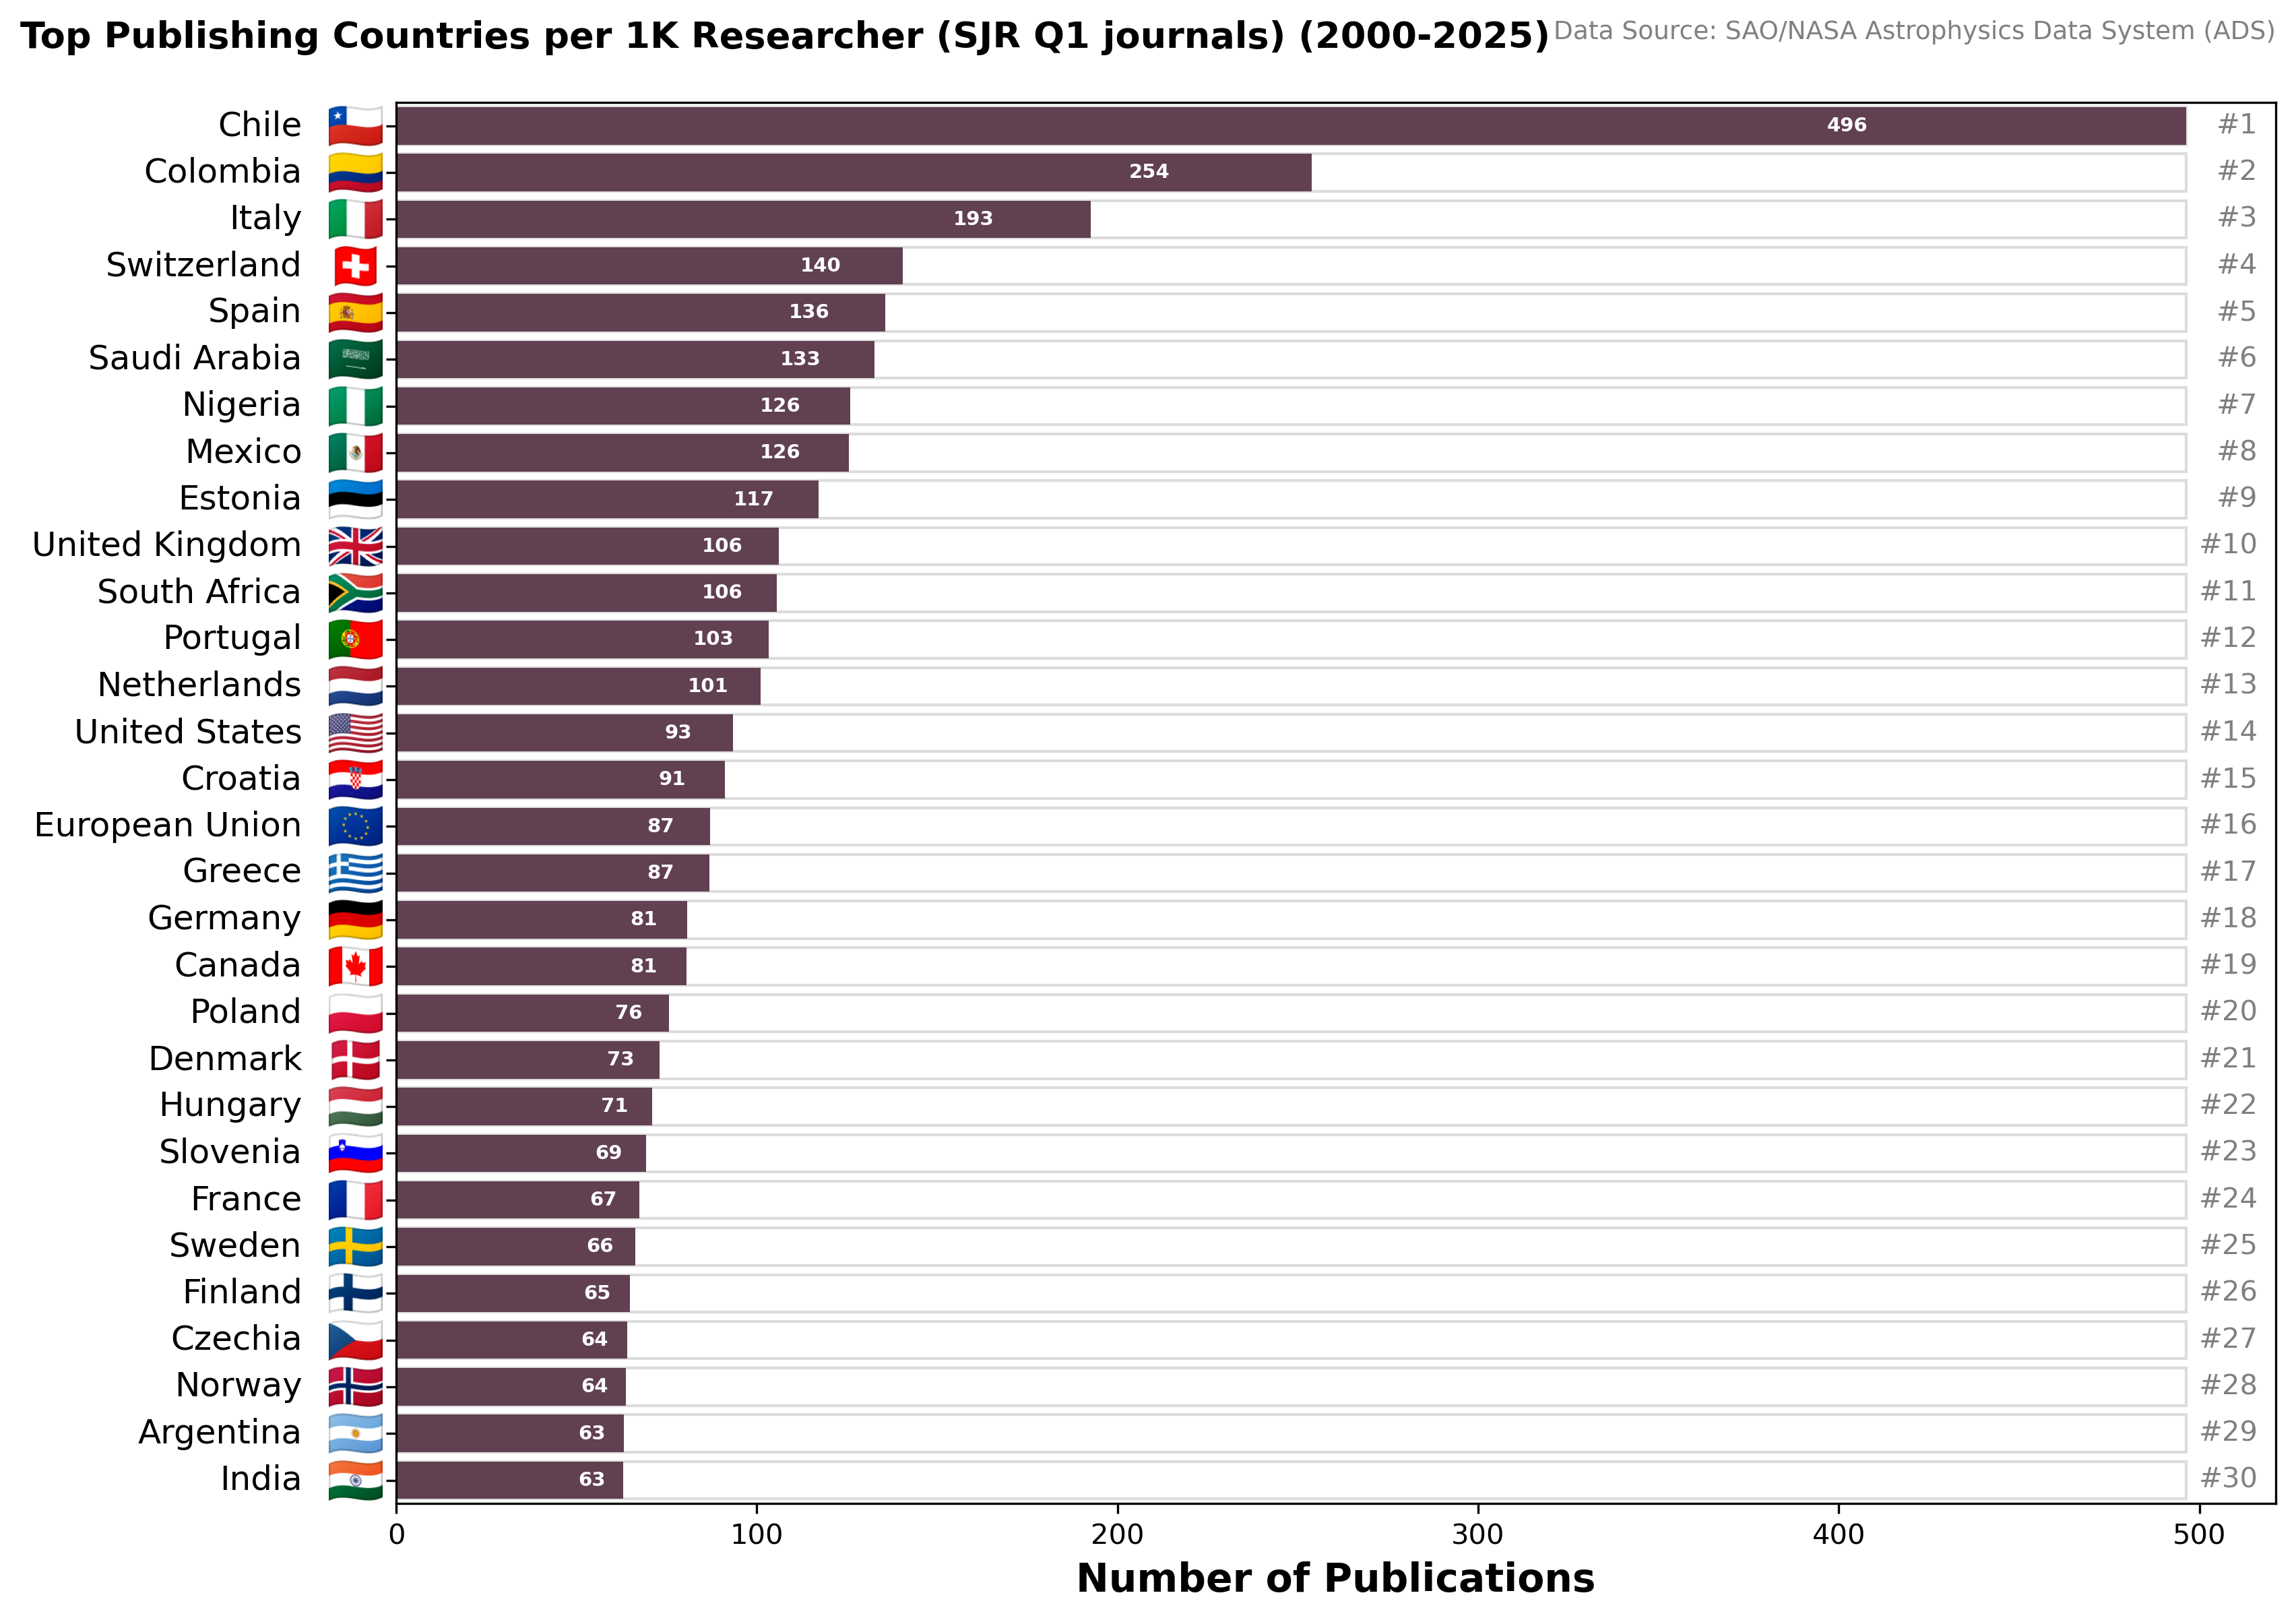 Top Publishing Countries per 1K Researcher (SJR Q1 journals) (2000-2025) Data Source: SAO/NASA Astrophysics Data System (ADS)
Chile 496 #1
Colombia 254 #2
Italy 193 #3
Switzerland 140 #4
Spain 136 #5
Saudi Arabia 133 #6
Nigeria 126 #7
Mexico 126 #8
Estonia 117 #9
United Kingdom 106 #10
South Africa 106 #11
Portugal 103 #12
Netherlands 101 #13
United States 93 #14
Croatia 91 #15
European Union 87 #16
Greece 87 #17
Germany 81 #18
Canada 81 #19
Poland 76 #20
Denmark 73 #21
Hungary 71 #22
Slovenia 69 #23
France 67 #24
Sweden 66 #25
Finland 65 #26
Czechia 64 #27
Norway 64 #28
Argentina 63 #29
India 63 #30
0 100 200 300 400 500
Number of Publications